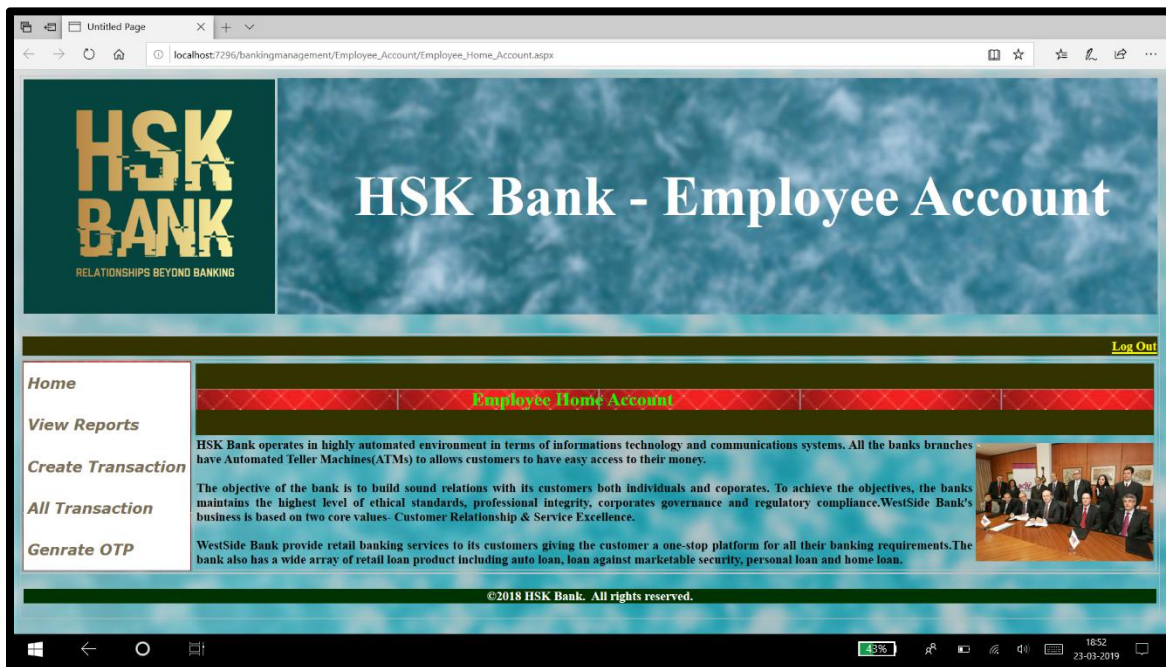 Untitled Page
localhost:7296/bankingmanagement/Employee_Account/Employee_Home_Account.aspx
HSK
BANK
RELATIONSHIPS BEYOND BANKING
HSK Bank - Employee Account
Log Out
Home
View Reports
Create Transaction
All Transaction
Genrate OTP
Employee Home Account
HSK Bank operates in highly automated environment in terms of informations technology and communications systems. All the banks branches
have Automated Teller Machines(ATMs) to allows customers to have easy access to their money.
The objective of the bank is to build sound relations with its customers both individuals and coporates. To achieve the objectives, the banks
maintains the highest level of ethical standards, professional integrity, corporates governance and regulatory compliance.WestSide Bank's
business is based on two core values- Customer Relationship & Service Excellence.
WestSide Bank provide retail banking services to its customers giving the customer a one-stop platform for all their banking requirements.The
bank also has a wide array of retail loan product including auto loan, loan against marketable security, personal loan and home loan.
©2018 HSK Bank. All rights reserved.
43%
18:52
23-03-2019